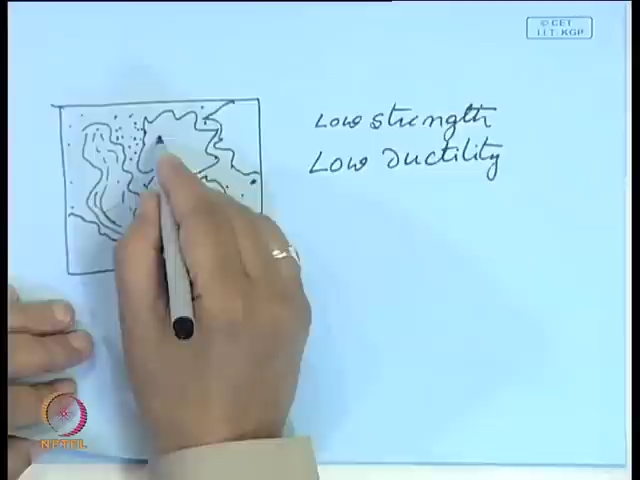 © CET
I.I.T. KGP
Low strength
Low ductility
NPTEL